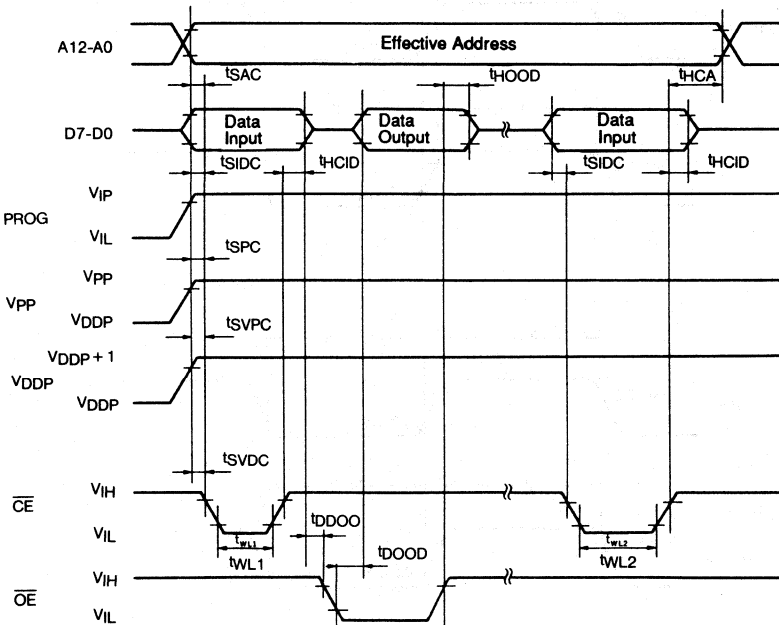 A12-A0
Effective Address
tSAC
tHOOD
tHCA
D7-D0
Data Input
Data Output
Data Input
tSIDC
tHCID
tSIDC
tHCID
PROG
VIP
VIL
tSPC
VPP
VPP
VDDP
tSVPC
VDDP
VDDP + 1
VDDP
tSVDC
CE
VIH
VIL
tWL1
tWL1
tDDOO
tWL2
tWL2
tDOOD
OE
VIH
VIL